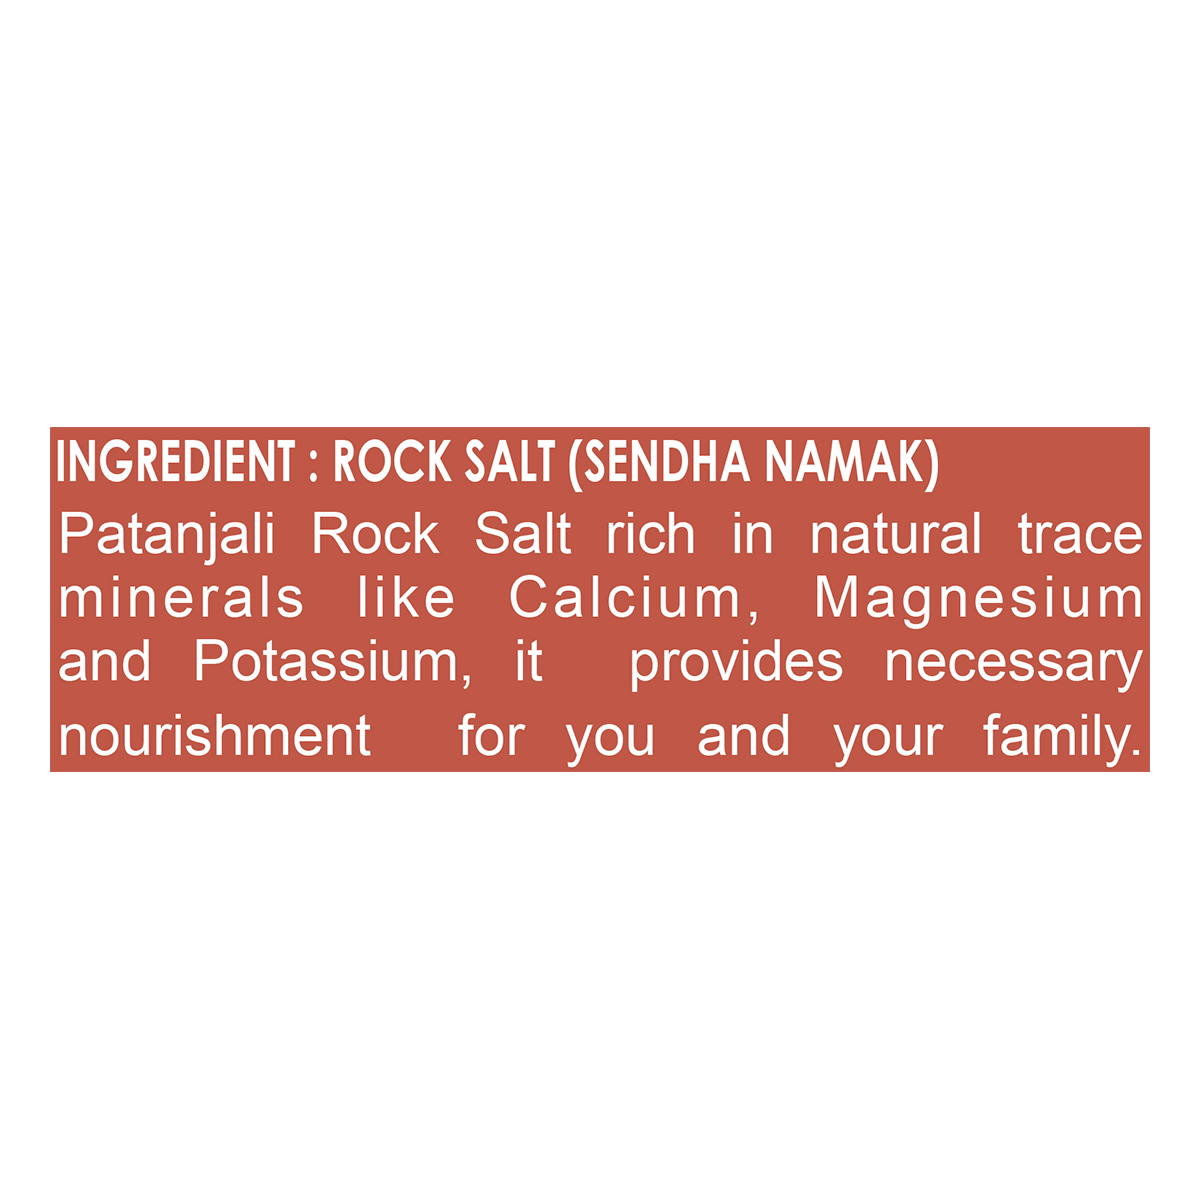 INGREDIENT : ROCK SALT (SENDHA NAMAK)
Patanjali Rock Salt rich in natural trace
minerals like Calcium, Magnesium
and Potassium, it provides necessary
nourishment for you and your family.